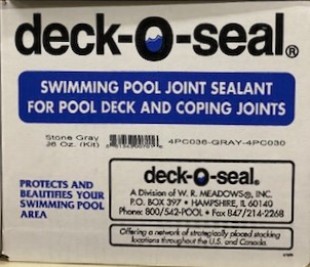 deck-O-seal®
SWIMMING POOL JOINT SEALANT
FOR POOL DECK AND COPING JOINTS
Stone Gray
4PC036-GRAY-4PC030
(Kit)
deck-O-seal®
A Division of W. R. MEADOWS®, INC.
P.O. BOX 397 • HAMPSHIRE, IL 60140
Phone: 800/542-POOL • Fax 847/214-2268
PROTECTS AND
BEAUTIFIES YOUR
SWIMMING POOL
AREA
Offering a network of strategically placed stocking
locations throughout the U.S. and Canada.